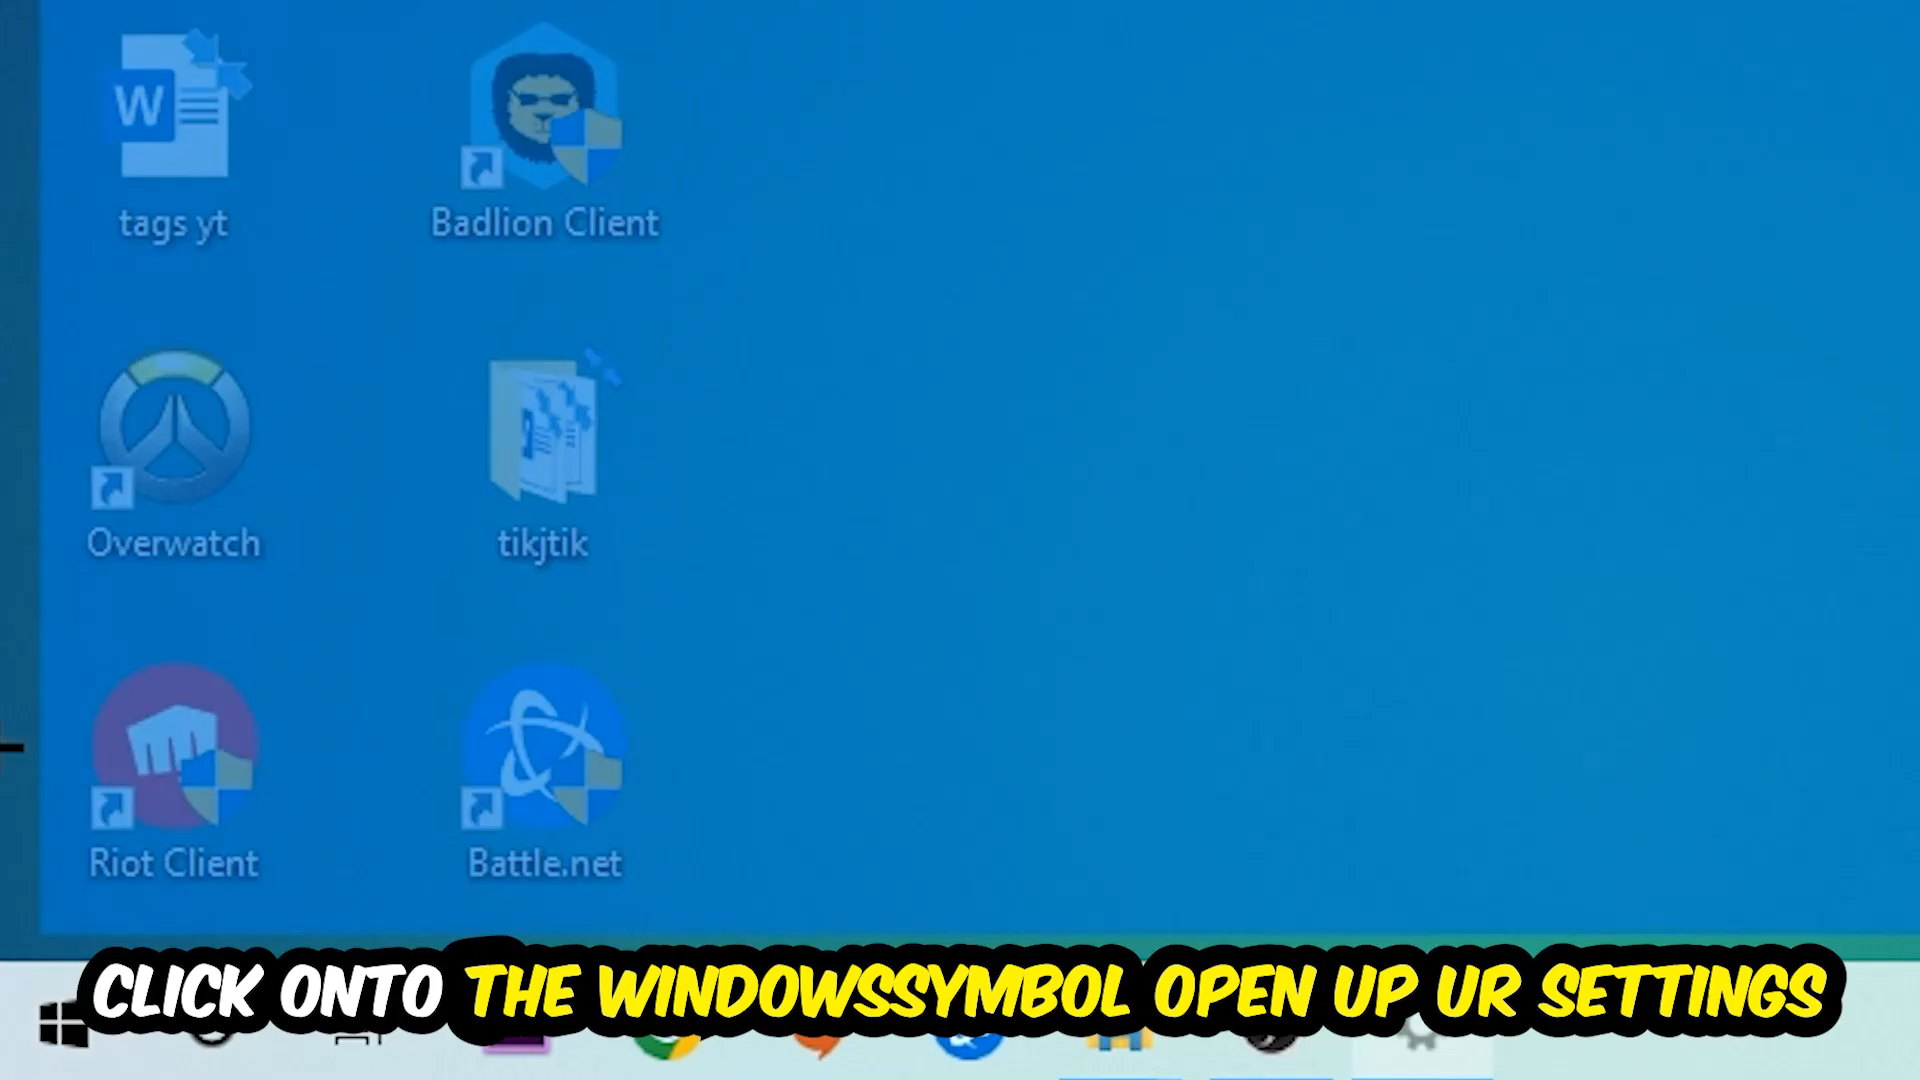 W
tags yt
Badlion Client
Overwatch
tikjtik
Riot Client
Battle.net
CLICK ONTO THE WINDOWSSYMBOL OPEN UP UR SETTINGS